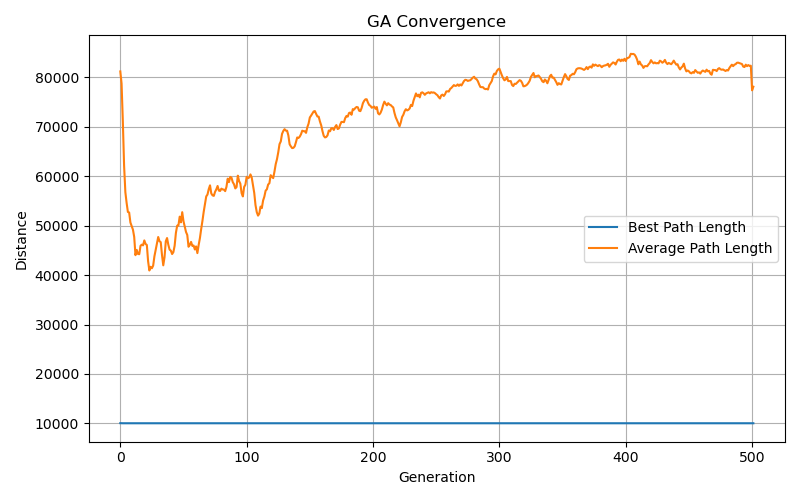 GA Convergence
80000
70000
60000
50000
40000
30000
20000
10000
Distance
Best Path Length
Average Path Length
0 100 200 300 400 500
Generation